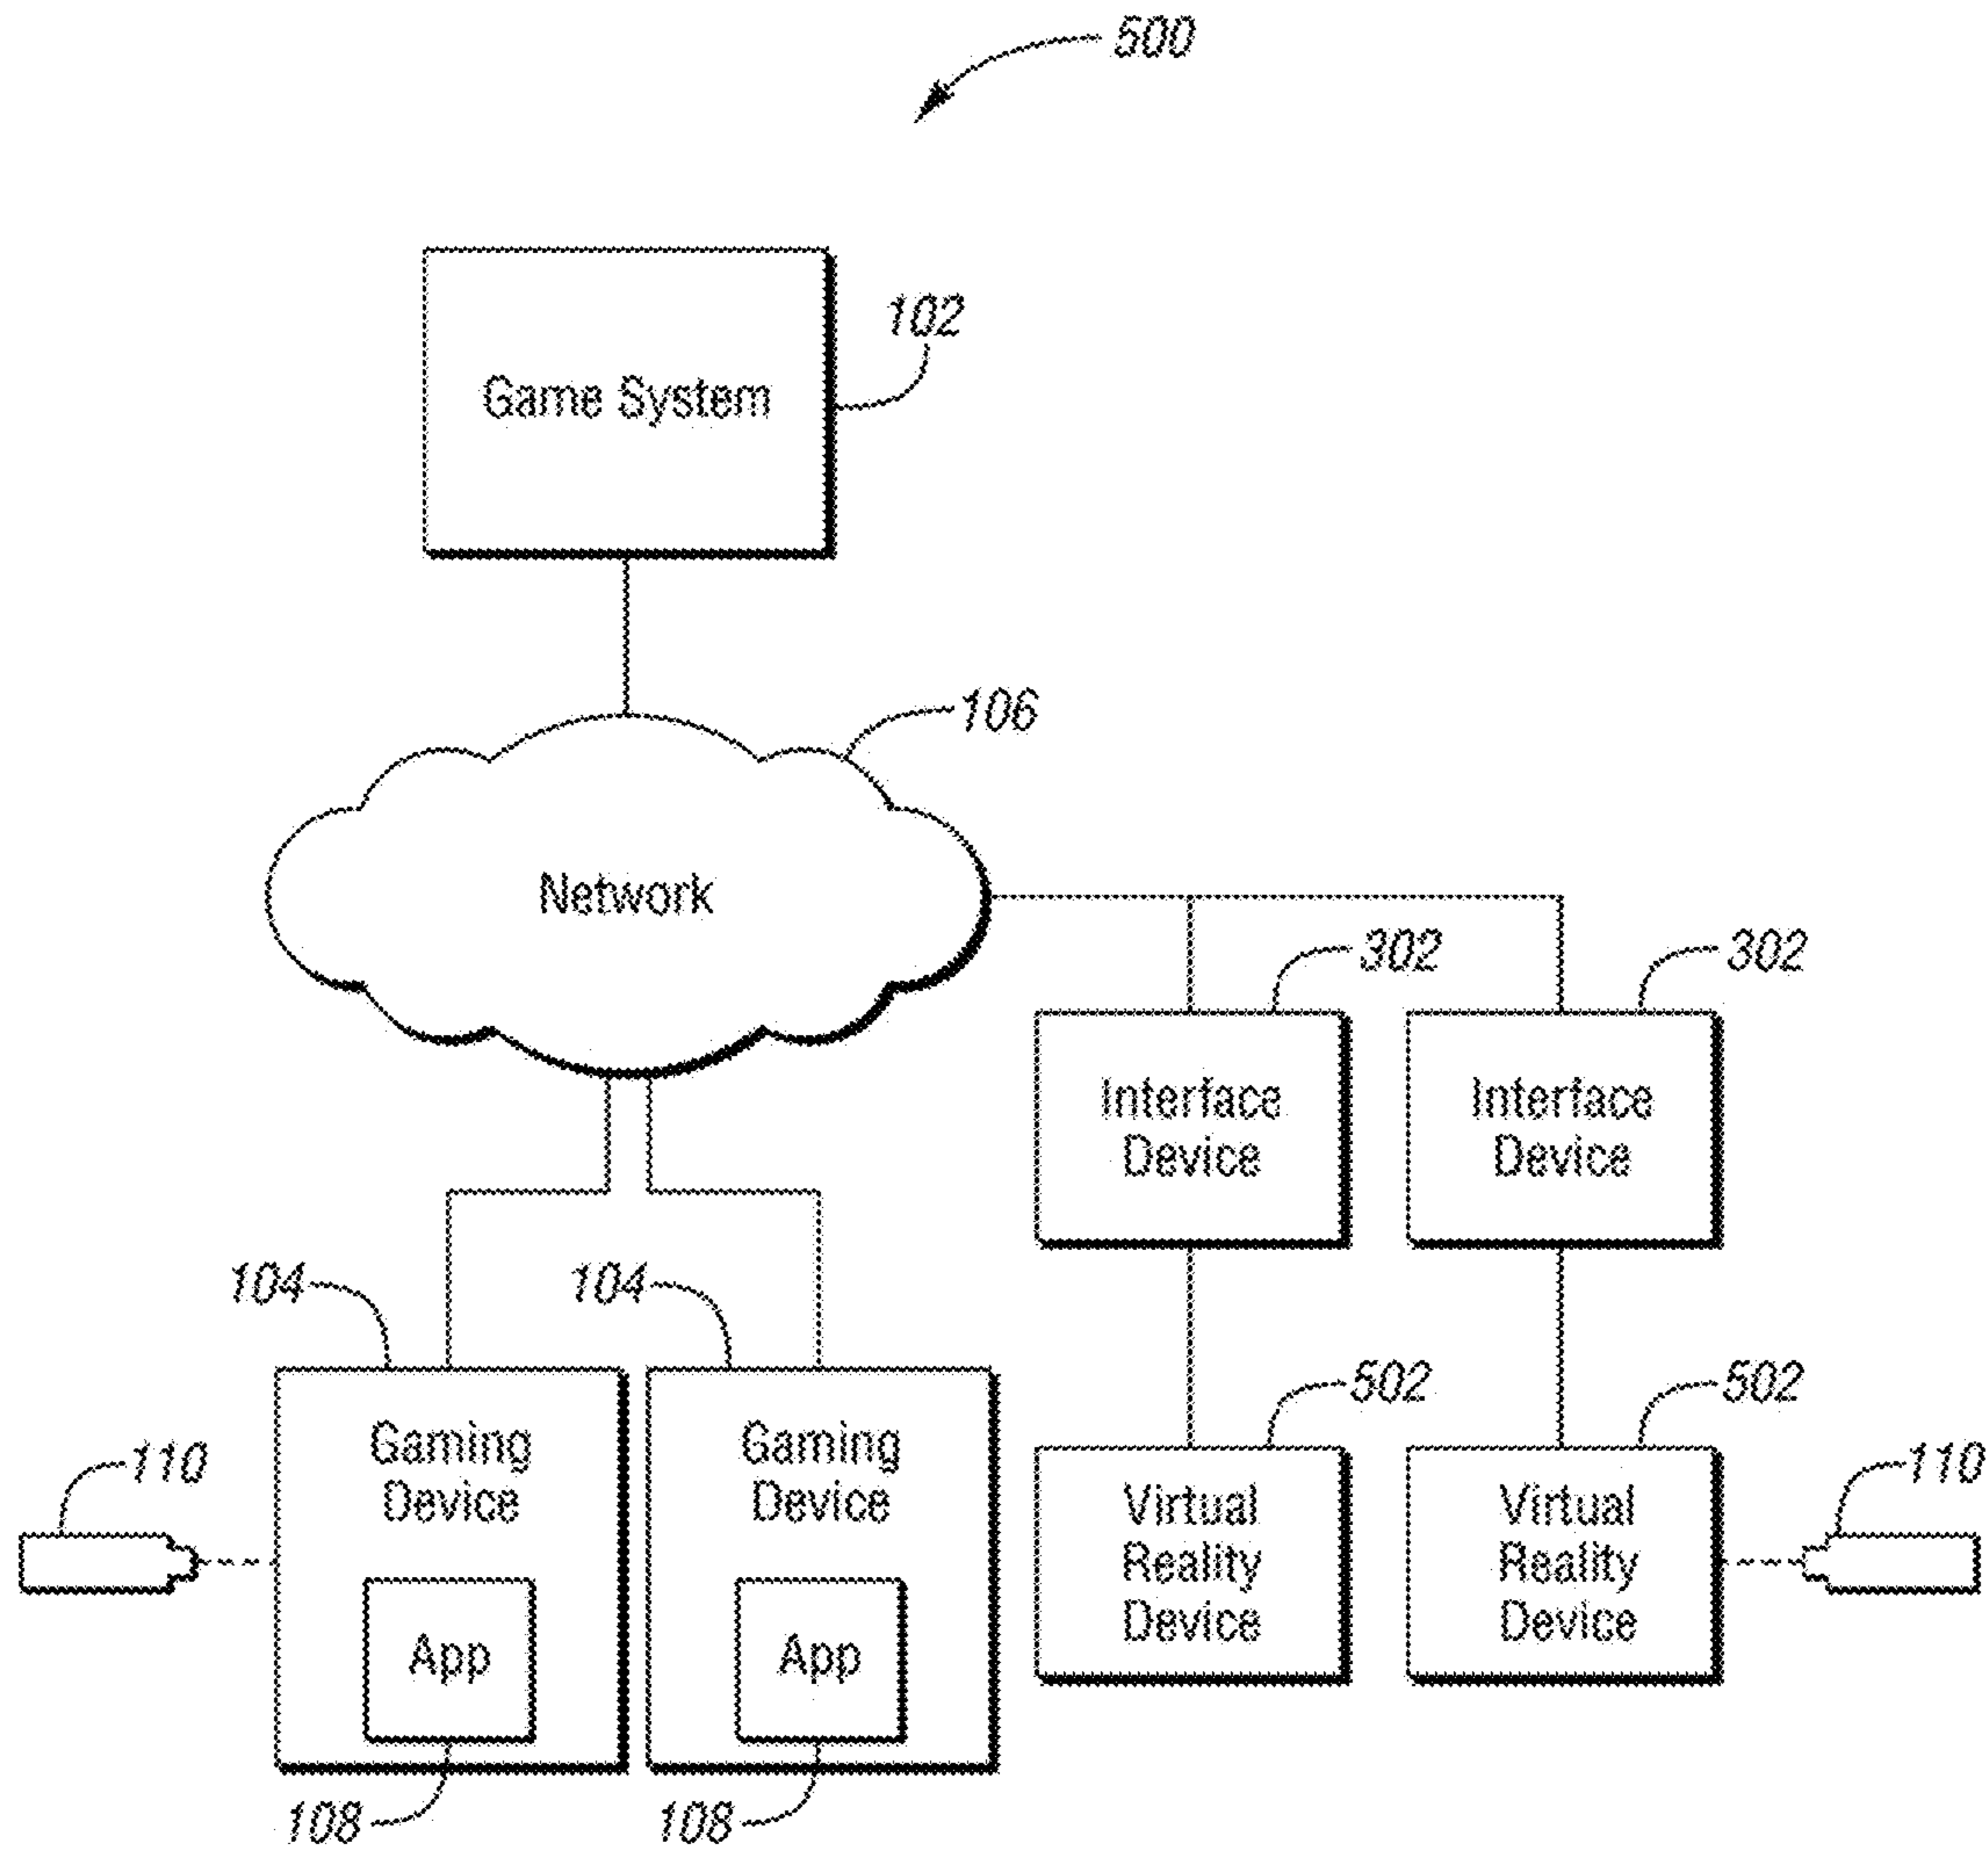 500
102
Game System
106
Network
302
302
Interface
Device
Interface
Device
104
104
502
502
110
Gaming
Device
Gaming
Device
Virtual
Reality
Device
Virtual
Reality
Device
110
App
App
108
108